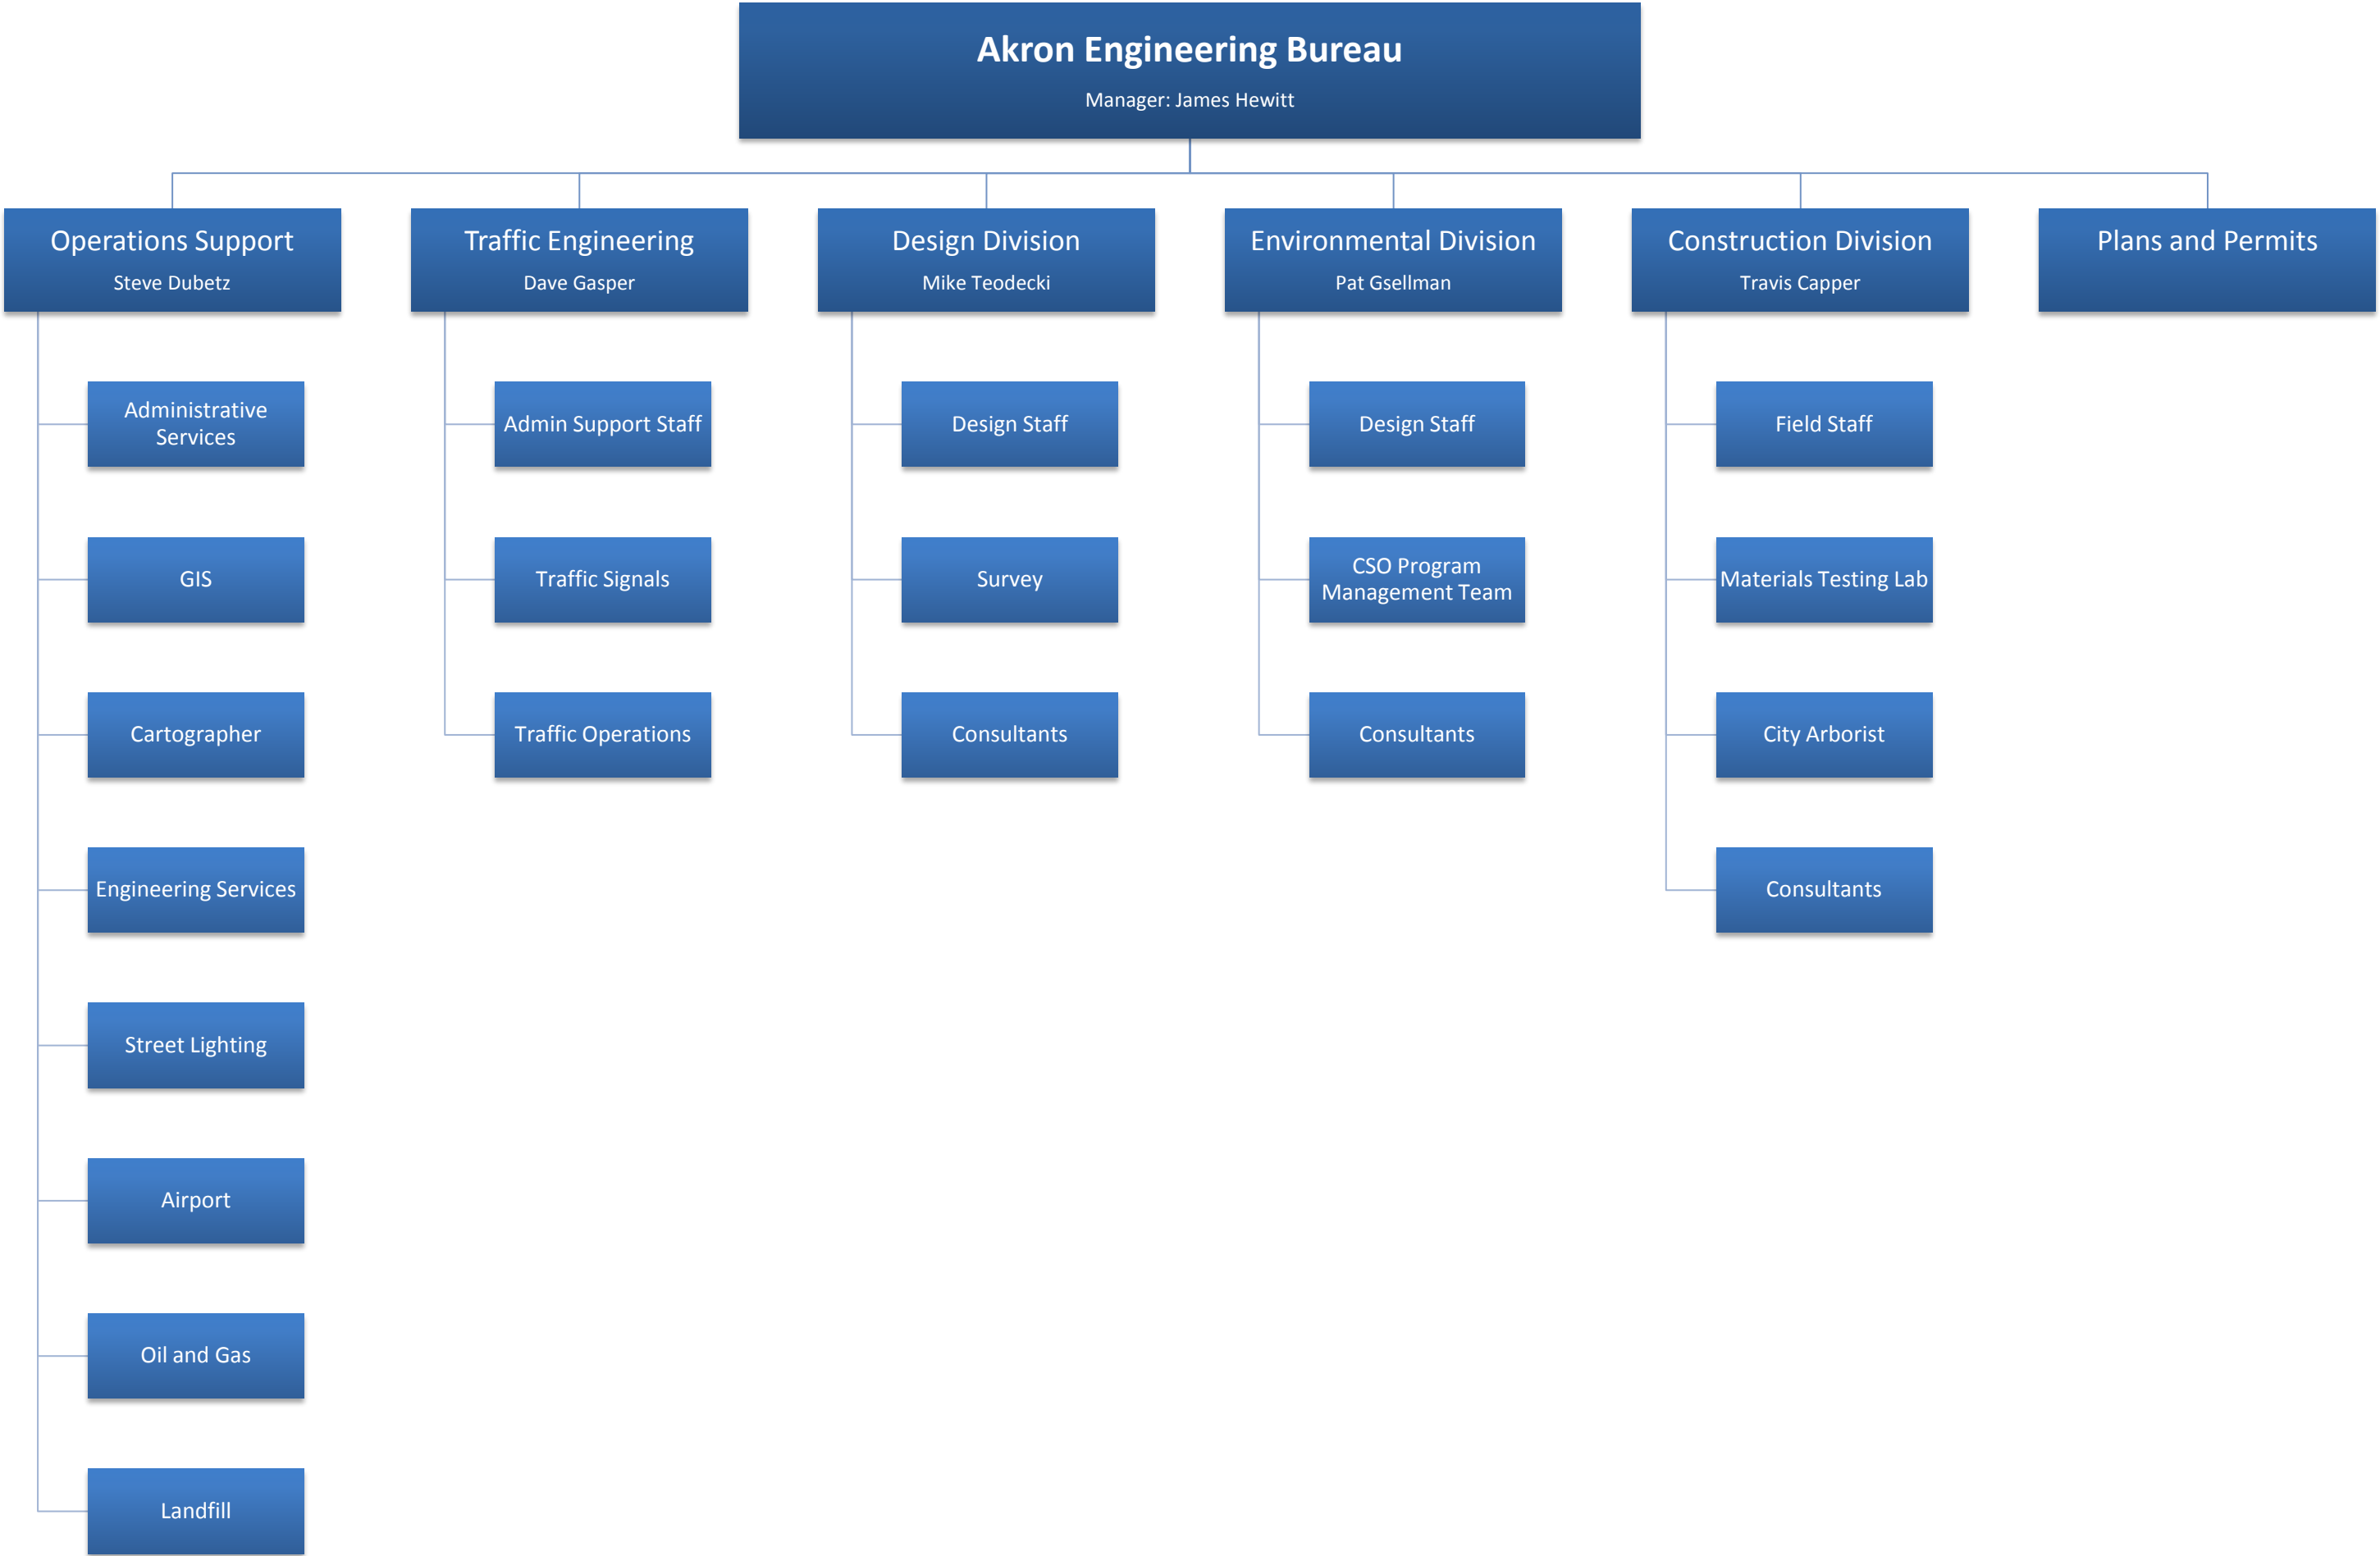 Akron Engineering Bureau
Manager: James Hewitt
Operations Support
Steve Dubetz
Traffic Engineering
Dave Gasper
Design Division
Mike Teodecki
Environmental Division
Pat Gsellman
Construction Division
Travis Capper
Plans and Permits
Administrative
Services
GIS
Cartographer
Engineering Services
Street Lighting
Airport
Oil and Gas
Landfill
Admin Support Staff
Traffic Signals
Traffic Operations
Design Staff
Survey
Consultants
Design Staff
CSO Program
Management Team
Consultants
Field Staff
Materials Testing Lab
City Arborist
Consultants